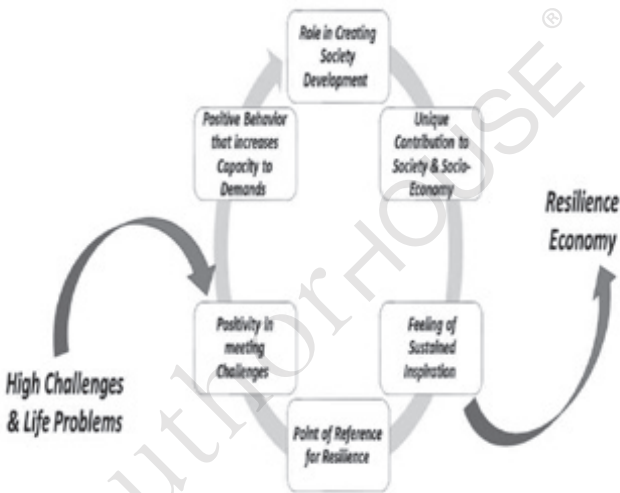 ®
Role in Creating
Society
Development
Positive Behavior
that increases
Capacity to
Demands
Unique
Contribution to
Society & Socio-
Economy
Resilience
Economy
Positivity in
meeting
Challenges
Feeling of
Sustained
Inspiration
High Challenges
& Life Problems
Point of Reference
for Resilience
authorHOUSE